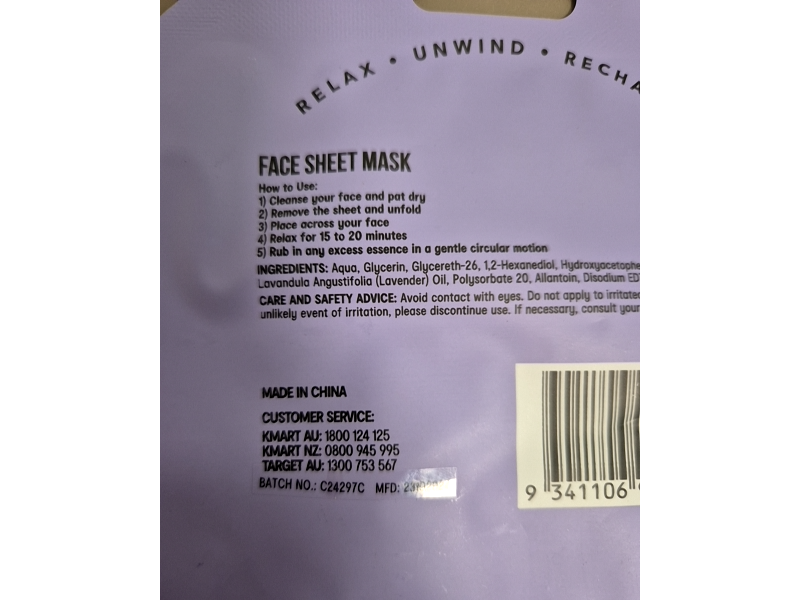 RELAX • UNWIND • RECHA
FACE SHEET MASK
How to Use:
1) Cleanse your face and pat dry
2) Remove the sheet and unfold
3) Place across your face
4) Relax for 15 to 20 minutes
5) Rub in any excess essence in a gentle circular motion
INGREDIENTS: Aqua, Glycerin, Glycereth-26, 1,2-Hexanediol, Hydroxyacetophe
Lavandula Angustifolia (Lavender) Oil, Polysorbate 20, Allantoin, Disodium ED
CARE AND SAFETY ADVICE: Avoid contact with eyes. Do not apply to irritated
unlikely event of irritation, please discontinue use. If necessary, consult your
MADE IN CHINA
CUSTOMER SERVICE:
KMART AU: 1800 124 125
KMART NZ: 0800 945 995
TARGET AU: 1300 753 567
BATCH NO.: C24297C MFD:
9 341106